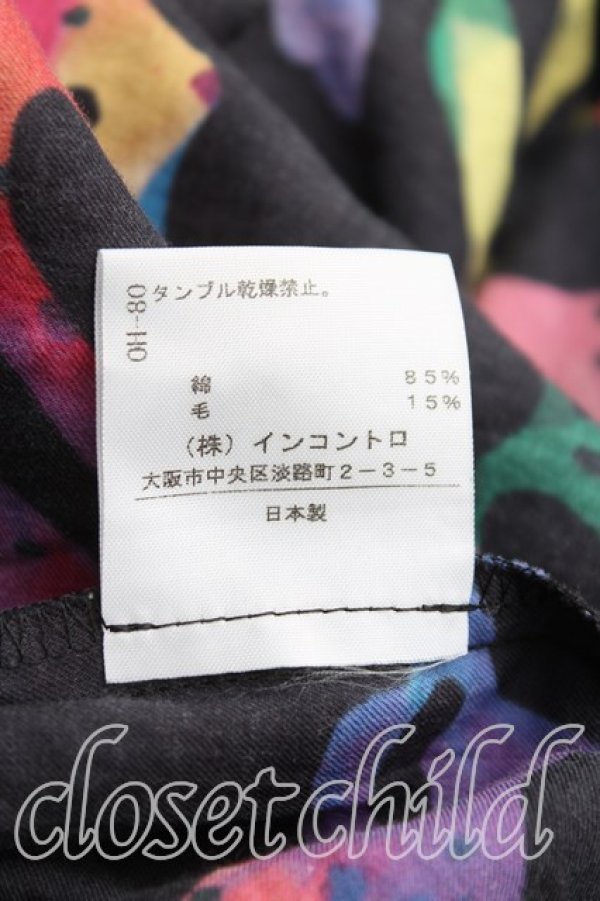 08-HO
タンブル乾燥禁止。
綿 85%
毛 15%
(株)インコントロ
大阪市中央区淡路町2-3-5
日本製
closetchild